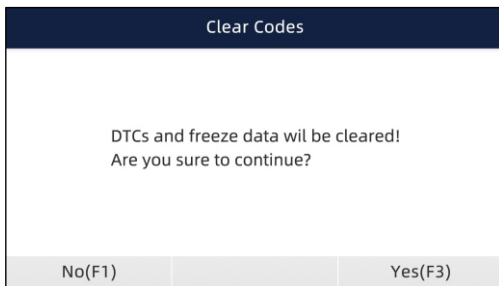 Clear Codes
DTCs and freeze data wil be cleared!
Are you sure to continue?
No(F1)
Yes(F3)